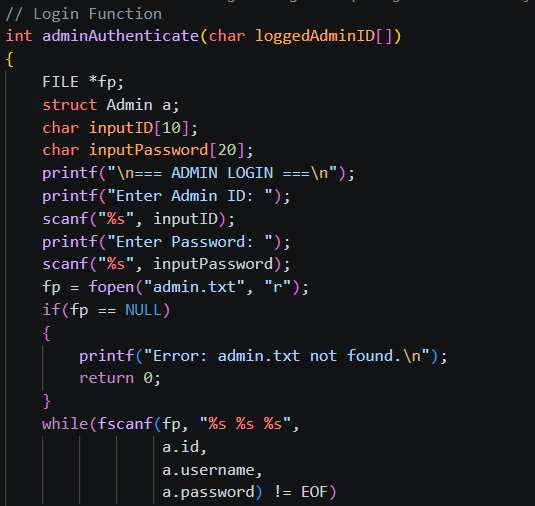 // Login Function
int adminAuthenticate(char loggedAdminID[])
{
    FILE *fp;
    struct Admin a;
    char inputID[10];
    char inputPassword[20];
    printf("\n=== ADMIN LOGIN ===\n");
    printf("Enter Admin ID: ");
    scanf("%s", inputID);
    printf("Enter Password: ");
    scanf("%s", inputPassword);
    fp = fopen("admin.txt", "r");
    if(fp == NULL)
    {
        printf("Error: admin.txt not found.\n");
        return 0;
    }
    while(fscanf(fp, "%s %s %s",
                 a.id,
                 a.username,
                 a.password) != EOF)